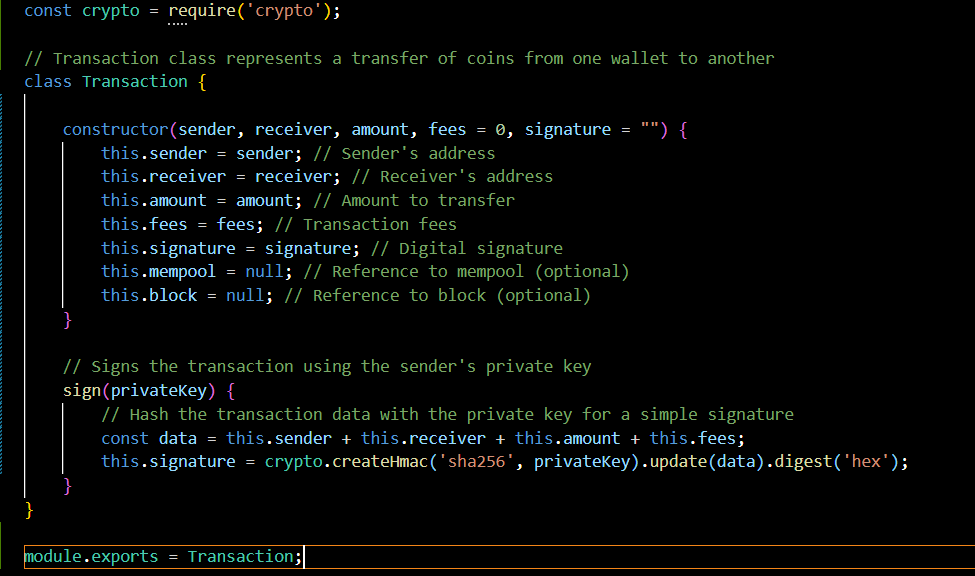 const crypto = require('crypto');
// Transaction class represents a transfer of coins from one wallet to another
class Transaction {
constructor(sender, receiver, amount, fees = 0, signature = "") {
this.sender = sender; // Sender's address
this.receiver = receiver; // Receiver's address
this.amount = amount; // Amount to transfer
this.fees = fees; // Transaction fees
this.signature = signature; // Digital signature
this.mempool = null; // Reference to mempool (optional)
this.block = null; // Reference to block (optional)
}
// Signs the transaction using the sender's private key
sign(privateKey) {
// Hash the transaction data with the private key for a simple signature
const data = this.sender + this.receiver + this.amount + this.fees;
this.signature = crypto.createHmac('sha256', privateKey).update(data).digest('hex');
}
}
module.exports = Transaction;